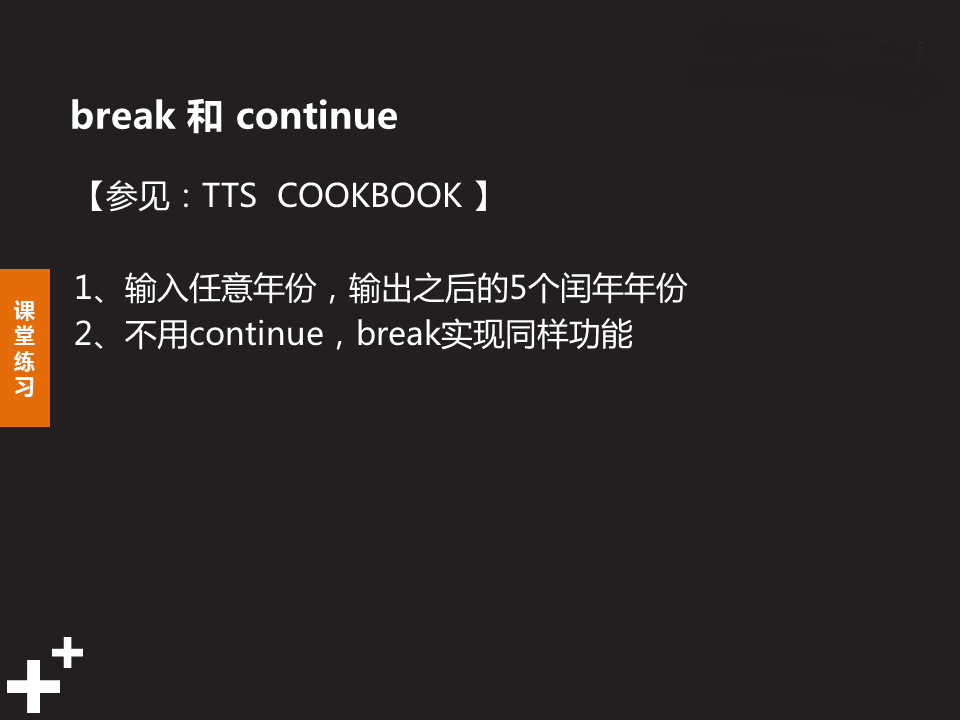 break 和 continue
【参见：TTS COOKBOOK 】
1、输入任意年份，输出之后的5个闰年年份
2、不用continue，break实现同样功能
课堂练习